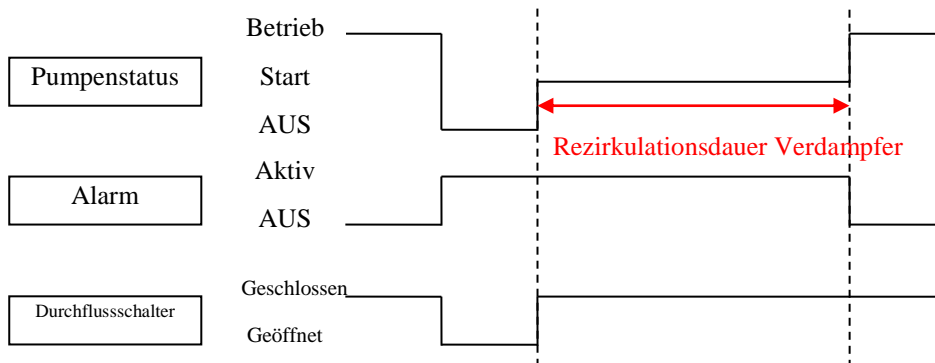 Betrieb
Pumpenstatus
Start
AUS
Rezirkulationsdauer Verdampfer
Aktiv
Alarm
AUS
Geschlossen
Durchflussschalter
Geöffnet